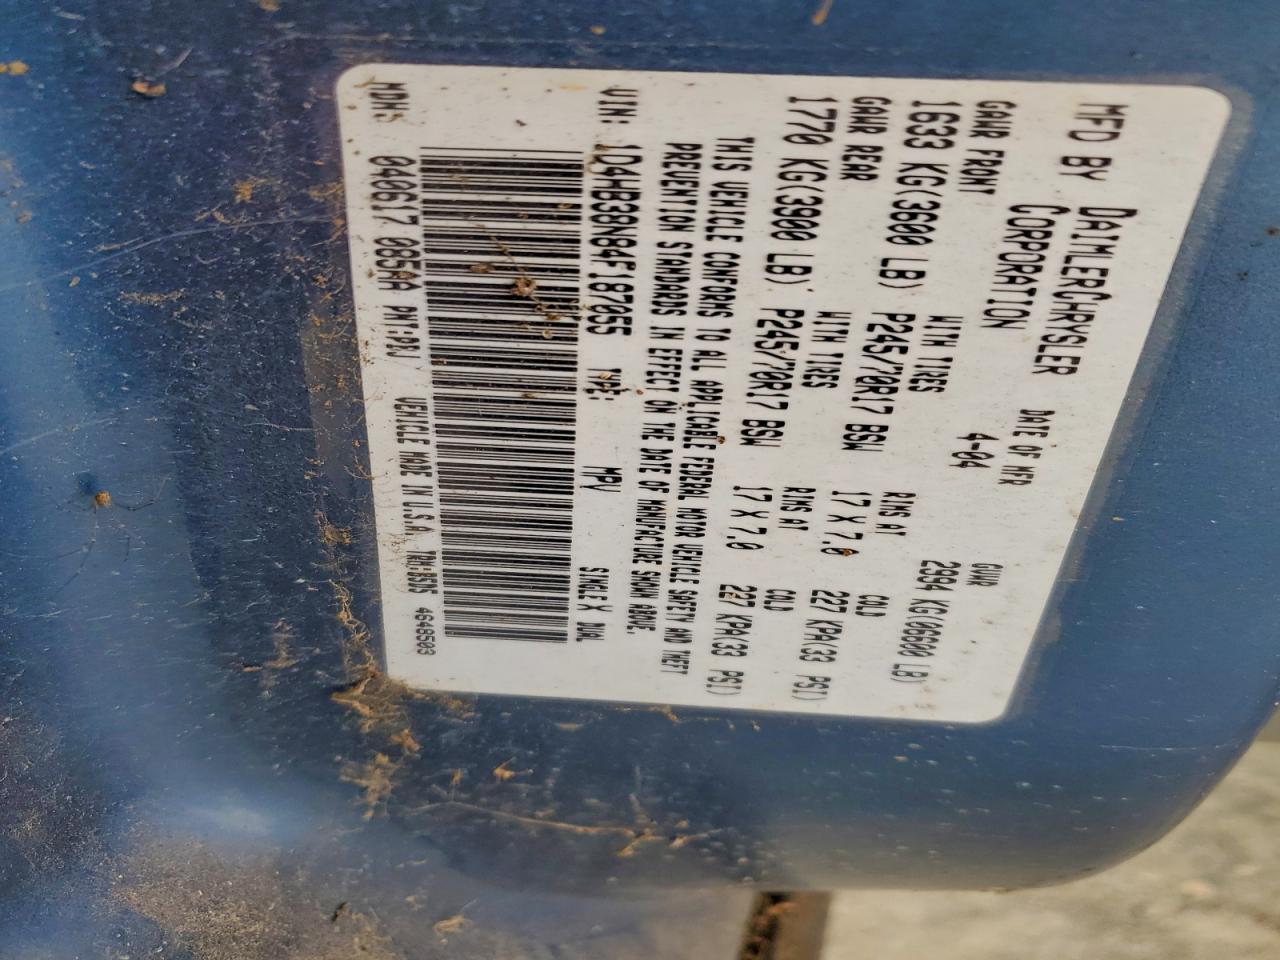 MFD BY DAIMLERCHRYSLER CORPORATION DATE OF MFR 4-04 GVWR 2994 KG(06600 LB)
GAWR FRONT WITH TIRES RIMS AT COLD
1633 KG(3600 LB) P245/70R17 BSW 17 X 7.0 227 KPA(33 PSI)
GAWR REAR WITH TIRES RIMS AT COLD
1770 KG(3900 LB) P245/70R17 BSW 17 X 7.0 227 KPA(33 PSI)
THIS VEHICLE CONFORMS TO ALL APPLICABLE FEDERAL MOTOR VEHICLE SAFETY AND THEFT
PREVENTION STANDARDS IN EFFECT ON THE DATE OF MANUFACTURE SHOWN ABOVE.
VIN: 1D4HB38N84F187055 TYPE: MPV SINGLE X DUAL
MDH: 040617 085AA PNT: VEHICLE MADE IN U.S.A. 4648503